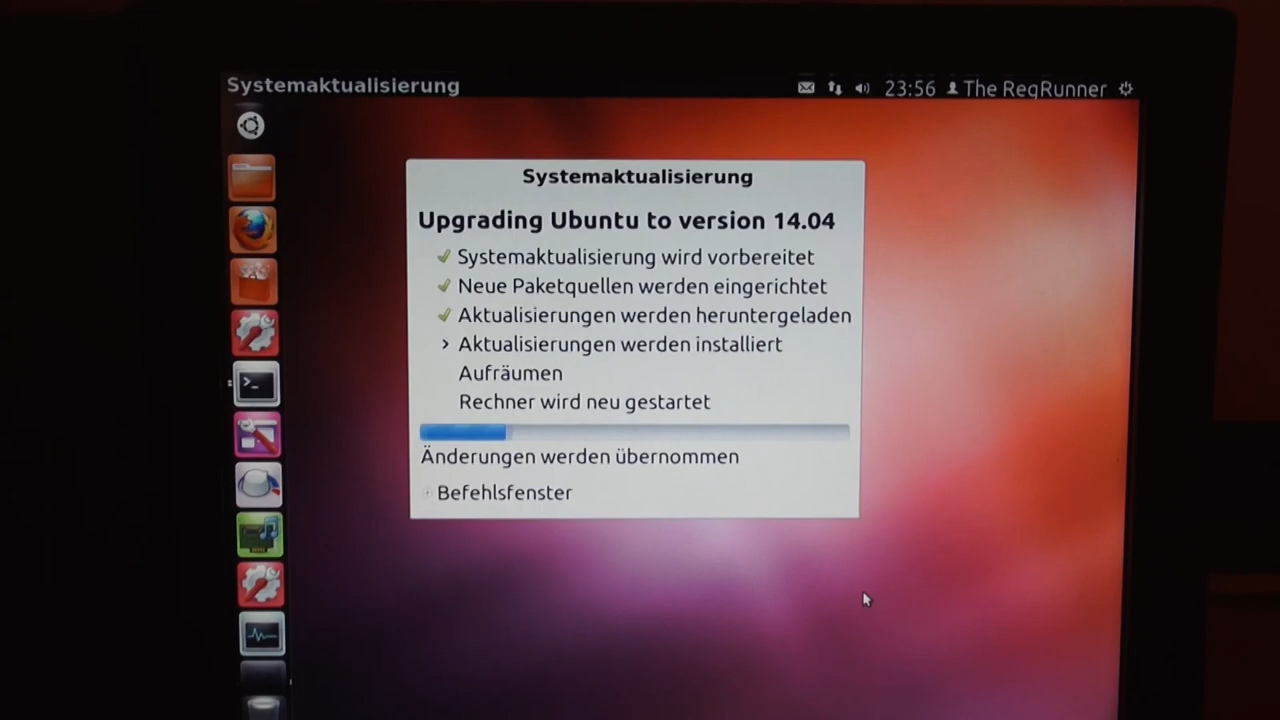 Systemaktualisierung
23:56 The RegRunner
Systemaktualisierung
Upgrading Ubuntu to version 14.04
Systemaktualisierung wird vorbereitet
Neue Paketquellen werden eingerichtet
Aktualisierungen werden heruntergeladen
Aktualisierungen werden installiert
Aufräumen
Rechner wird neu gestartet
Änderungen werden übernommen
Befehlsfenster